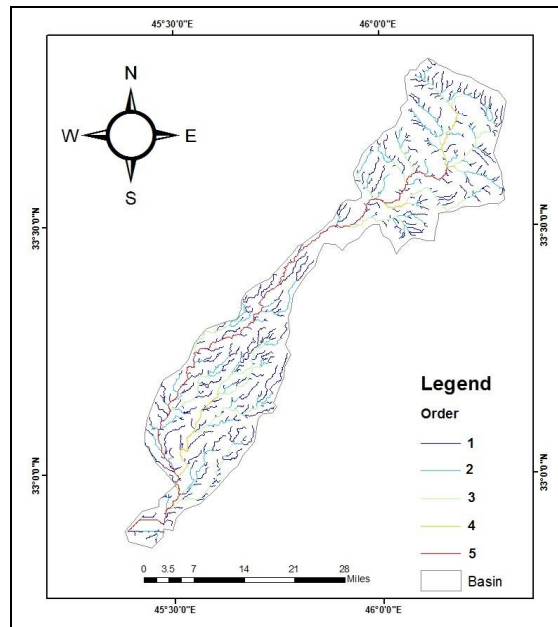 45°30'0"E 46°0'0"E
N
W E
S
33°30'0"N 33°30'0"N
33°0'0"N 33°0'0"N
Legend
Order
1
2
3
4
5
Basin
0 3.5 7 14 21 28
Miles
45°30'0"E 46°0'0"E